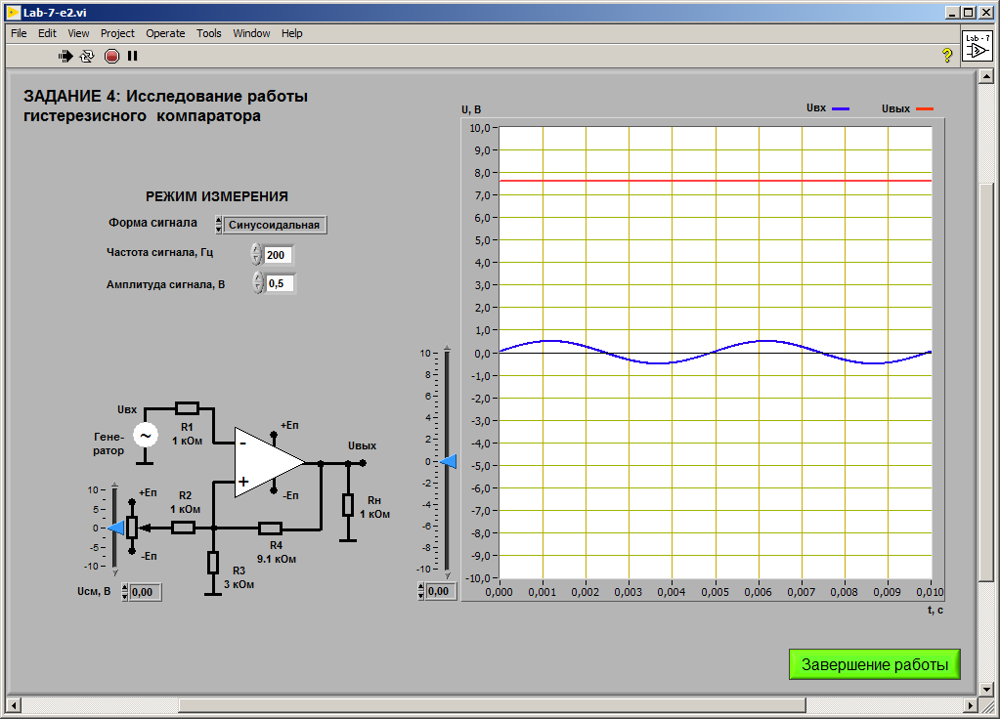 Lab-7-e2.vi
File Edit View Project Operate Tools Window Help
?
Lab - 7
ЗАДАНИЕ 4: Исследование работы
гистерезисного компаратора
РЕЖИМ ИЗМЕРЕНИЯ
Форма сигнала Синусоидальная
Частота сигнала, Гц 200
Амплитуда сигнала, В 0,5
U, В
Uвх Uвых
10,0
9,0
8,0
7,0
6,0
5,0
4,0
3,0
2,0
1,0
0,0
-1,0
-2,0
-3,0
-4,0
-5,0
-6,0
-7,0
-8,0
-9,0
-10,0
0,000 0,001 0,002 0,003 0,004 0,005 0,006 0,007 0,008 0,009 0,010
t, с
10
8
6
4
2
0
-2
-4
-6
-8
-10
0,00
Uвх
Гене-
ратор
~
R1
1 кОм
-
+
+Еп
-Еп
Uвых
Rн
1 кОм
R2
1 кОм
R4
9.1 кОм
R3
3 кОм
+Еп
-Еп
10
5
0
-5
-10
Uсм, В 0,00
Завершение работы